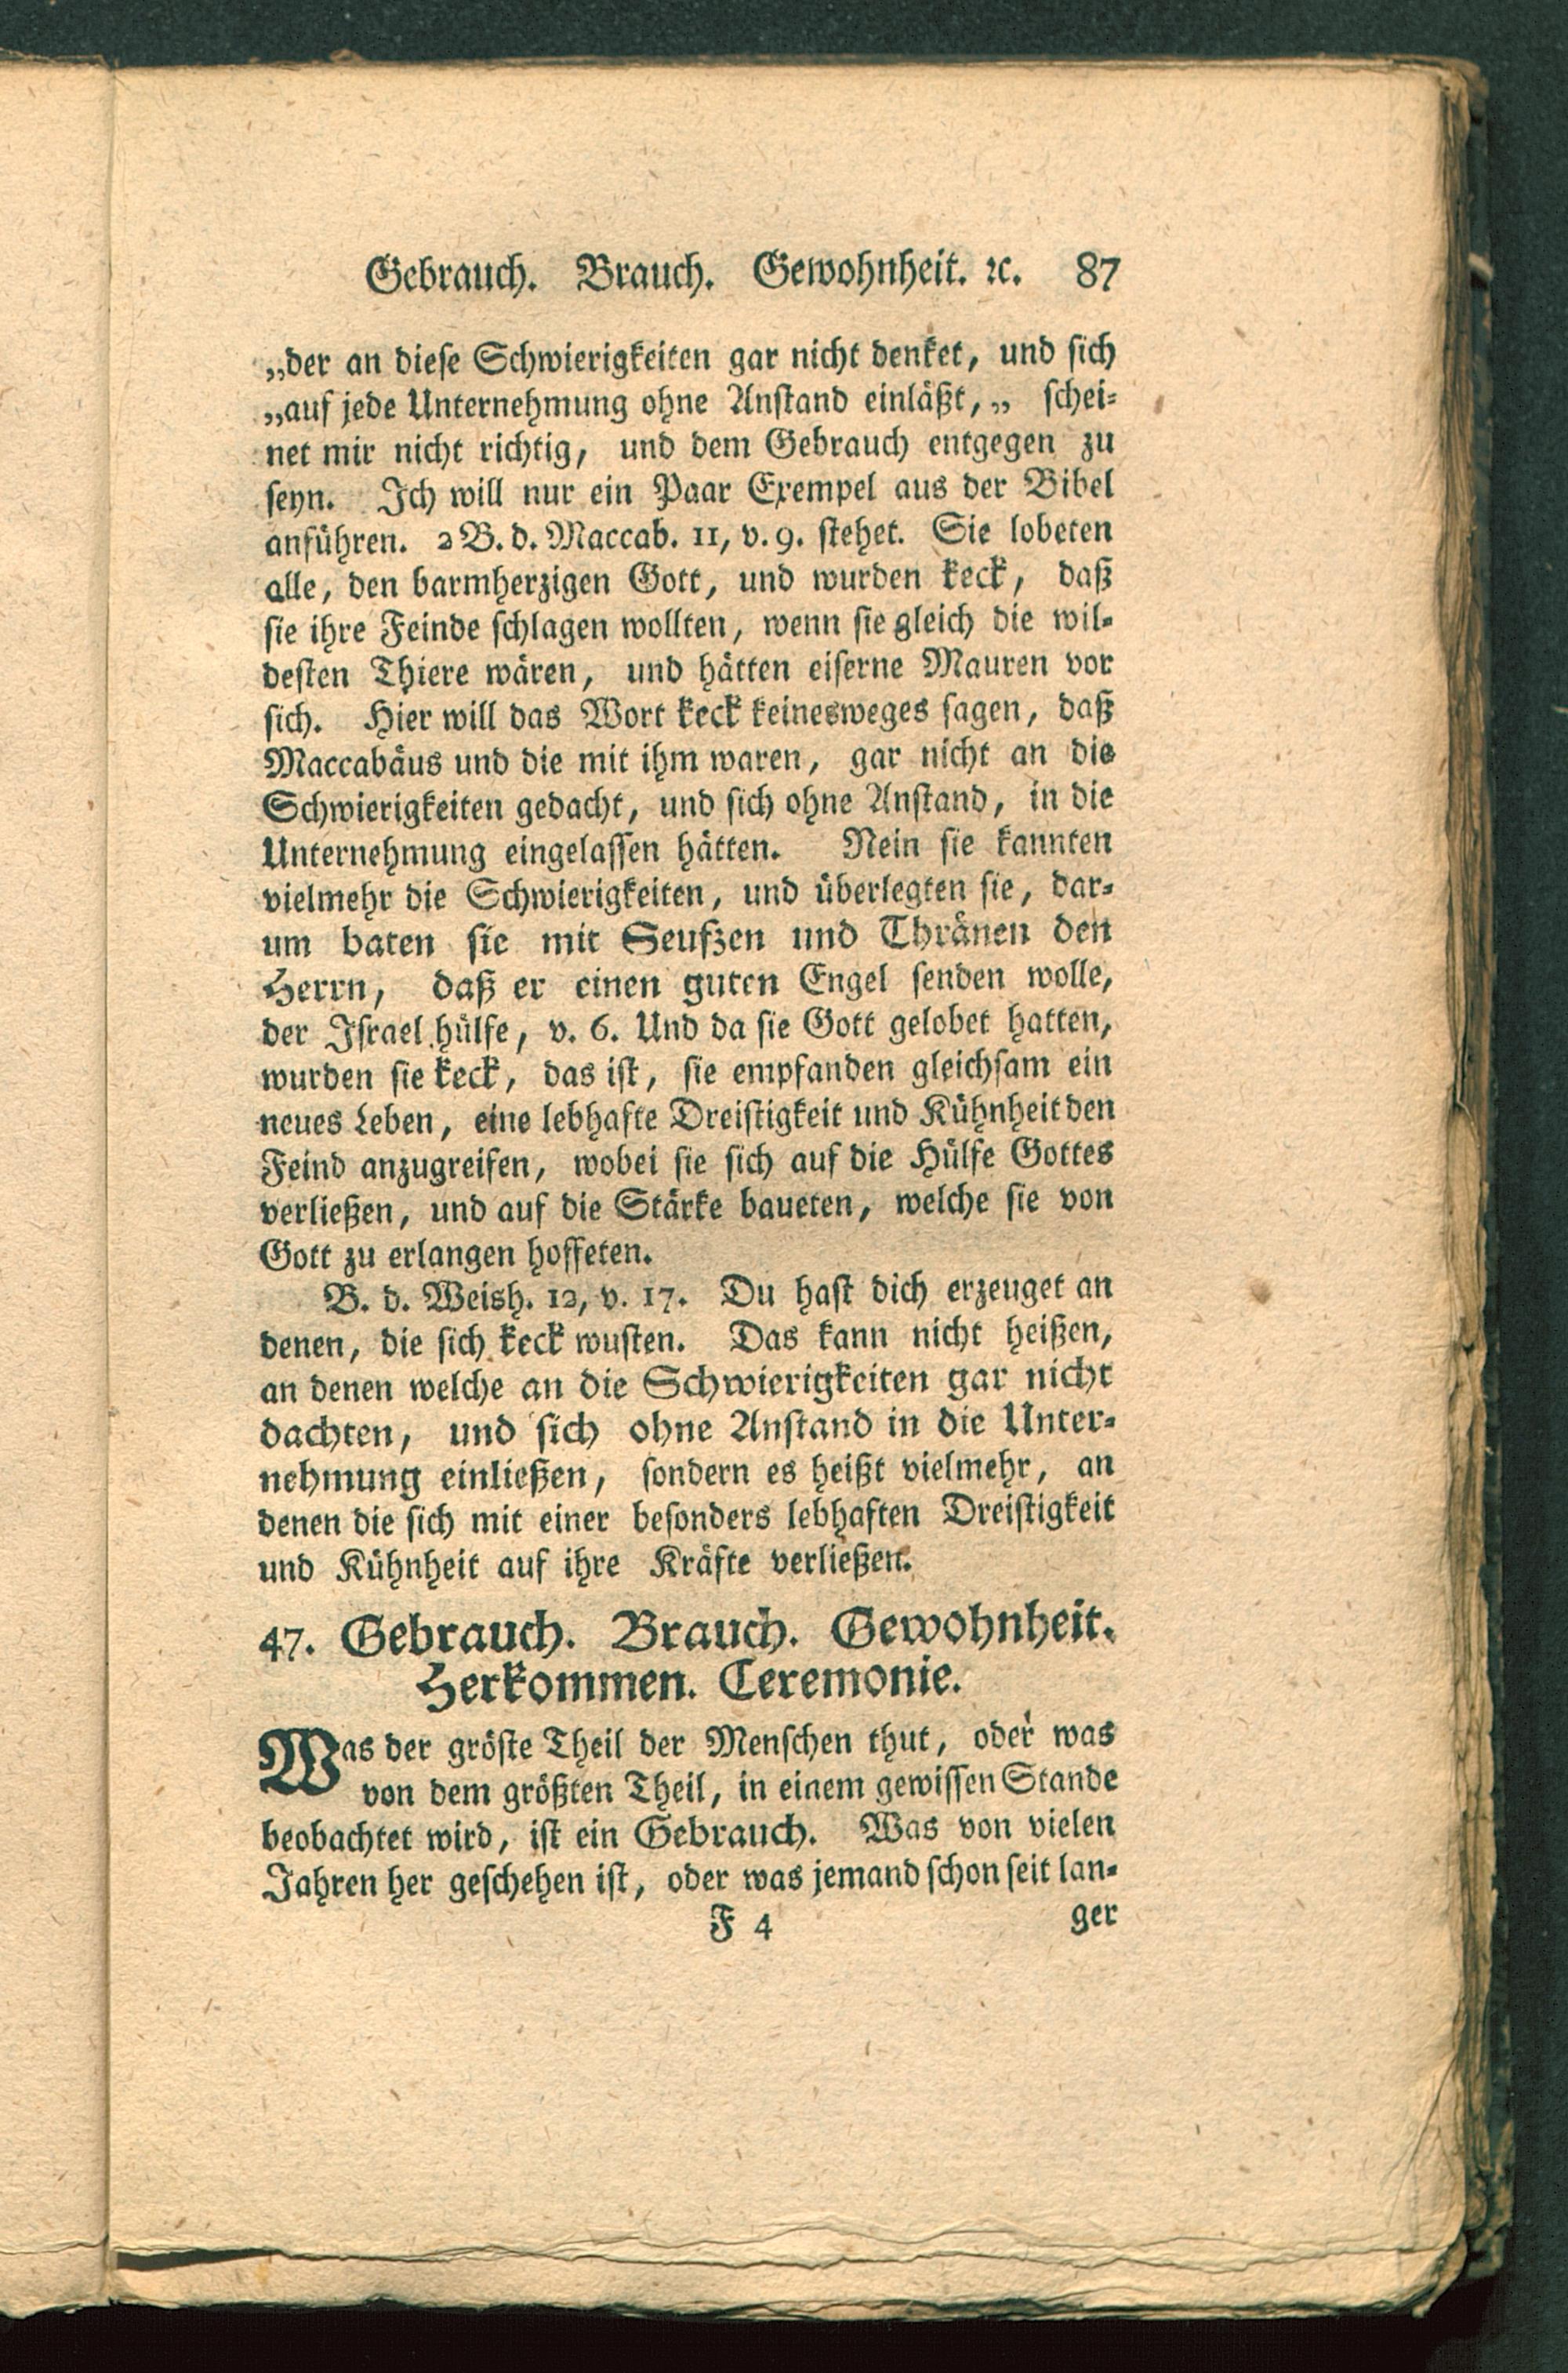 Gebrauch. Brauch. Gewohnheit. ꝛc. 87
„der an dieſe Schwierigkeiten gar nicht denket, und ſich
„auf jede Unternehmung ohne Anſtand einläßt,„ ſchei-
net mir nicht richtig, und dem Gebrauch entgegen zu
ſeyn. Ich will nur ein Paar Exempel aus der Bibel
anführen. 2 B. d. Maccab. 11, v. 9. ſtehet. Sie lobeten
alle, den barmherzigen Gott, und wurden keck, daß
ſie ihre Feinde ſchlagen wollten, wenn ſie gleich die wil-
deſten Thiere wären, und hätten eiſerne Mauren vor
ſich. Hier will das Wort keck keinesweges ſagen, daß
Maccabäus und die mit ihm waren, gar nicht an die
Schwierigkeiten gedacht, und ſich ohne Anſtand, in die
Unternehmung eingelaſſen hätten. Nein ſie kannten
vielmehr die Schwierigkeiten, und überlegten ſie, dar-
um baten ſie mit Seufzen und Thränen den
Herrn, daß er einen guten Engel ſenden wolle,
der Iſrael hülfe, v. 6. Und da ſie Gott gelobet hatten,
wurden ſie keck, das iſt, ſie empfanden gleichſam ein
neues Leben, eine lebhafte Dreiſtigkeit und Kühnheit den
Feind anzugreifen, wobei ſie ſich auf die Hülfe Gottes
verließen, und auf die Stärke baueten, welche ſie von
Gott zu erlangen hoffeten.
B. d. Weish. 12, v. 17. Du haſt dich erzeuget an
denen, die ſich keck wuſten. Das kann nicht heißen,
an denen welche an die Schwierigkeiten gar nicht
dachten, und ſich ohne Anſtand in die Unter-
nehmung einließen, ſondern es heißt vielmehr, an
denen die ſich mit einer beſonders lebhaften Dreiſtigkeit
und Kühnheit auf ihre Kräfte verließen.
47. Gebrauch. Brauch. Gewohnheit.
Herkommen. Ceremonie.
Was der gröſte Theil der Menſchen thut, oder was
von dem größten Theil, in einem gewiſſen Stande
beobachtet wird, iſt ein Gebrauch. Was von vielen
Jahren her geſchehen iſt, oder was jemand ſchon ſeit lan-
F 4 ger